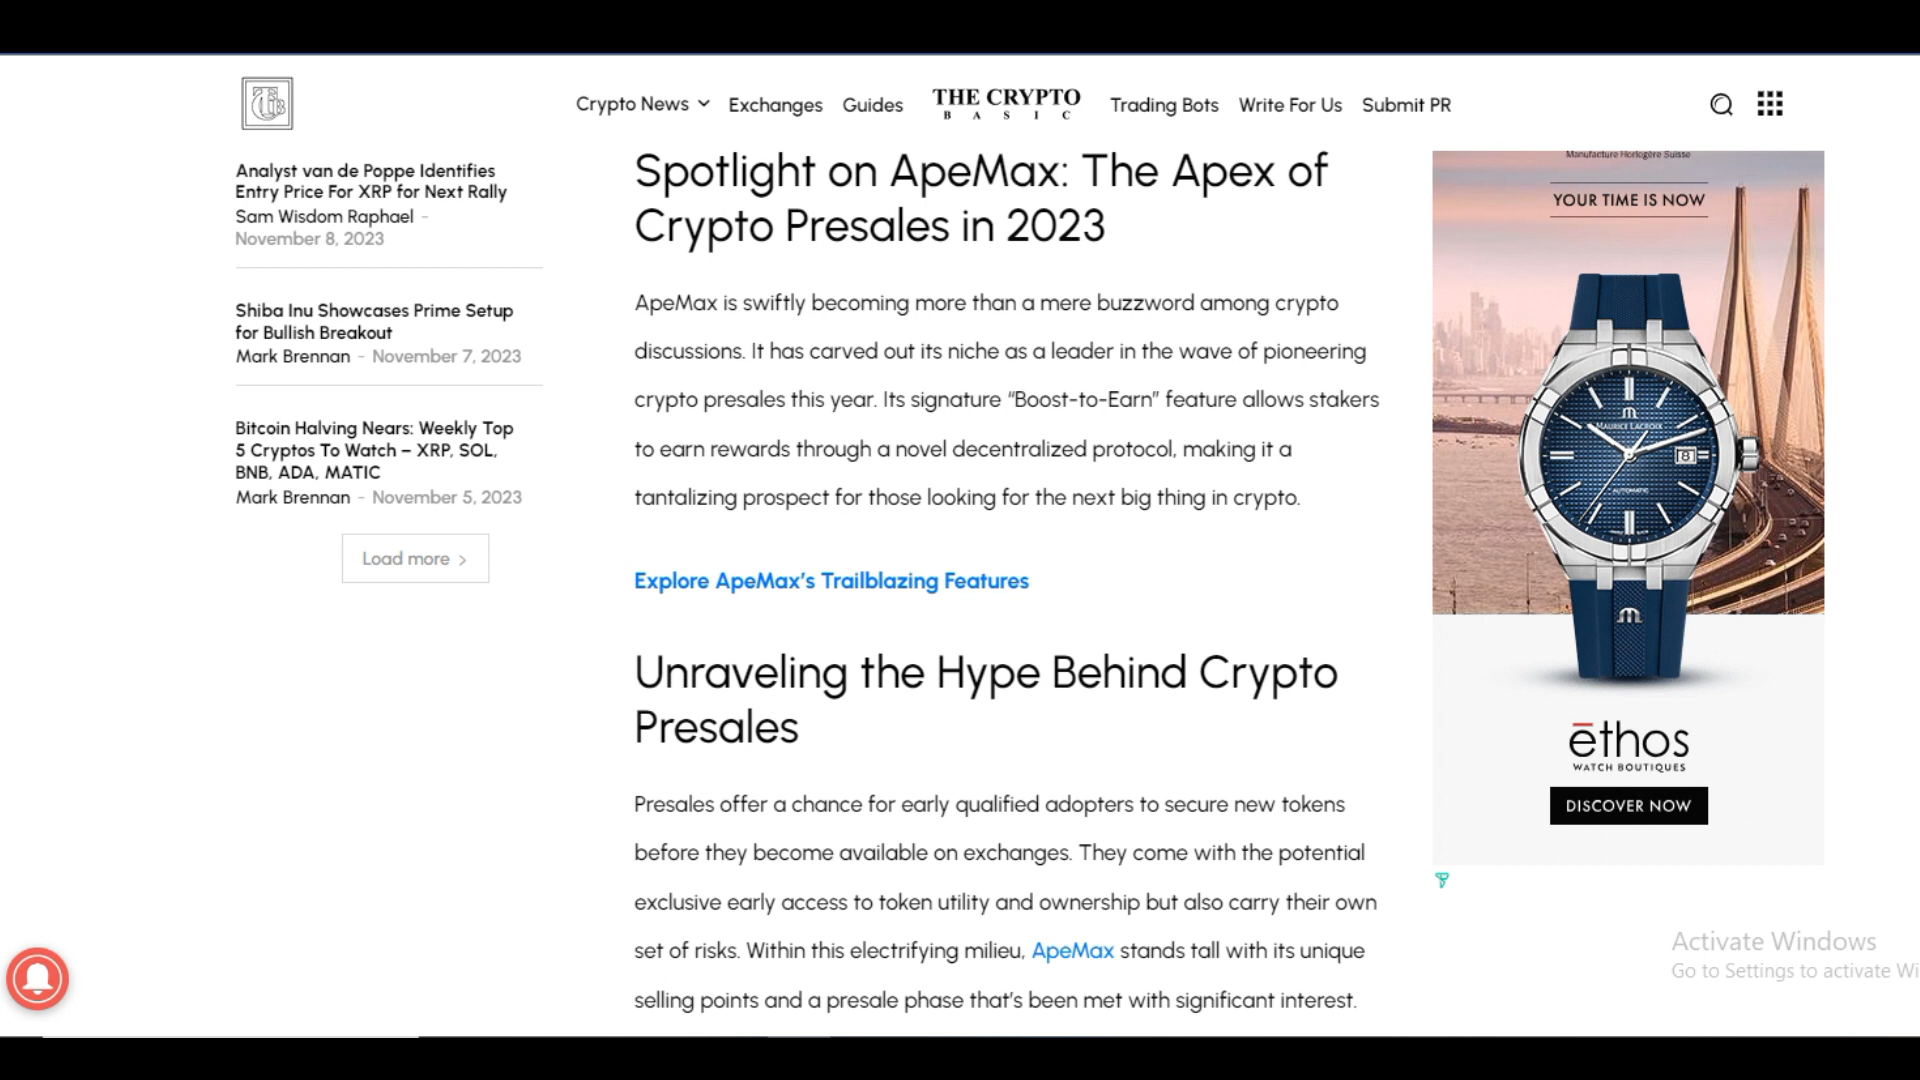 Crypto News
Exchanges
Guides
THE CRYPTO
BASIC
Trading Bots
Write For Us
Submit PR
Analyst van de Poppe Identifies
Entry Price For XRP for Next Rally
Sam Wisdom Raphael -
November 8, 2023
Shiba Inu Showcases Prime Setup
for Bullish Breakout
Mark Brennan - November 7, 2023
Bitcoin Halving Nears: Weekly Top
5 Cryptos To Watch – XRP, SOL,
BNB, ADA, MATIC
Mark Brennan - November 5, 2023
Load more
Spotlight on ApeMax: The Apex of
Crypto Presales in 2023
ApeMax is swiftly becoming more than a mere buzzword among crypto
discussions. It has carved out its niche as a leader in the wave of pioneering
crypto presales this year. Its signature “Boost-to-Earn” feature allows stakers
to earn rewards through a novel decentralized protocol, making it a
tantalizing prospect for those looking for the next big thing in crypto.
Explore ApeMax’s Trailblazing Features
Unraveling the Hype Behind Crypto
Presales
Presales offer a chance for early qualified adopters to secure new tokens
before they become available on exchanges. They come with the potential
exclusive early access to token utility and ownership but also carry their own
set of risks. Within this electrifying milieu, ApeMax stands tall with its unique
selling points and a presale phase that’s been met with significant interest.
Manufacture Horlogère Suisse
YOUR TIME IS NOW
MAURICE LACROIX
8
AUTOMATIC
ēthos
WATCH BOUTIQUES
DISCOVER NOW
Activate Windows
Go to Settings to activate Wi